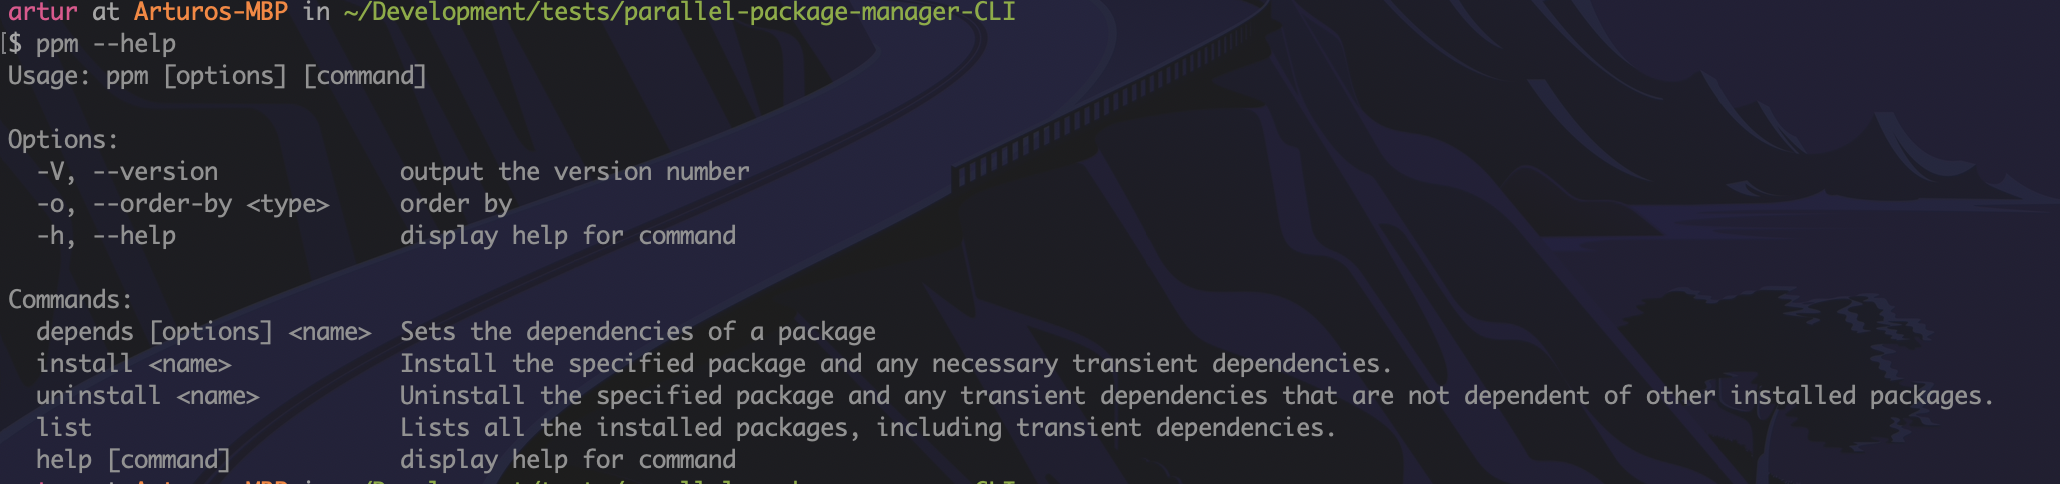 artur at Arturos-MBP in ~/Development/tests/parallel-package-manager-CLI
[$ ppm --help
Usage: ppm [options] [command]

Options:
  -V, --version             output the version number
  -o, --order-by <type>     order by
  -h, --help                display help for command

Commands:
  depends [options] <name>  Sets the dependencies of a package
  install <name>            Install the specified package and any necessary transient dependencies.
  uninstall <name>          Uninstall the specified package and any transient dependencies that are not dependent of other installed packages.
  list                      Lists all the installed packages, including transient dependencies.
  help [command]            display help for command